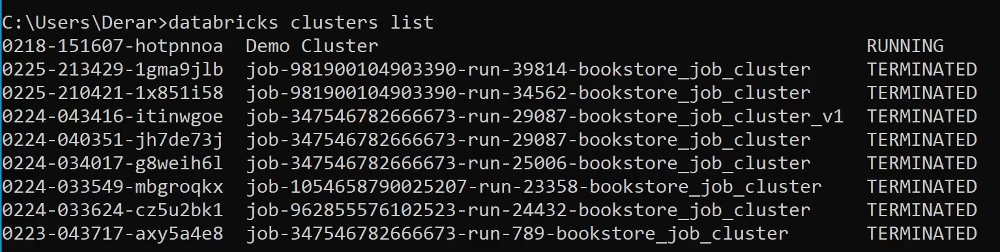 C:\Users\Derar>databricks clusters list
0218-151607-hotpnnoa  Demo Cluster                                            RUNNING
0225-213429-1gma9jlb  job-981900104903390-run-39814-bookstore_job_cluster     TERMINATED
0225-210421-1x851i58  job-981900104903390-run-34562-bookstore_job_cluster     TERMINATED
0224-043416-itinwgoe  job-347546782666673-run-29087-bookstore_job_cluster_v1  TERMINATED
0224-040351-jh7de73j  job-347546782666673-run-29087-bookstore_job_cluster     TERMINATED
0224-034017-g8weih6l  job-347546782666673-run-25006-bookstore_job_cluster     TERMINATED
0224-033549-mbgroqkx  job-1054658790025207-run-23358-bookstore_job_cluster    TERMINATED
0224-033624-cz5u2bk1  job-962855576102523-run-24432-bookstore_job_cluster     TERMINATED
0223-043717-axy5a4e8  job-347546782666673-run-789-bookstore_job_cluster       TERMINATED